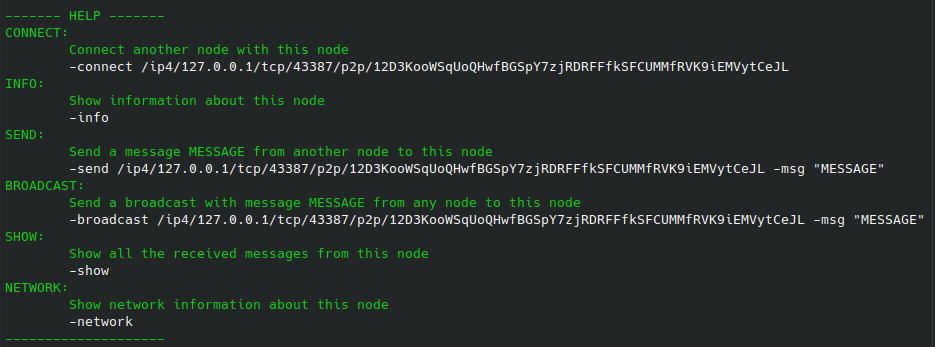 ------- HELP -------
CONNECT:
Connect another node with this node
-connect /ip4/127.0.0.1/tcp/43387/p2p/12D3KooWSqUoQHwfBGSpY7zjRDRFFfkSFCUMMfRVK9iEMVytCeJL
INFO:
Show information about this node
-info
SEND:
Send a message MESSAGE from another node to this node
-send /ip4/127.0.0.1/tcp/43387/p2p/12D3KooWSqUoQHwfBGSpY7zjRDRFFfkSFCUMMfRVK9iEMVytCeJL -msg "MESSAGE"
BROADCAST:
Send a broadcast with message MESSAGE from any node to this node
-broadcast /ip4/127.0.0.1/tcp/43387/p2p/12D3KooWSqUoQHwfBGSpY7zjRDRFFfkSFCUMMfRVK9iEMVytCeJL -msg "MESSAGE"
SHOW:
Show all the received messages from this node
-show
NETWORK:
Show network information about this node
-network
--------------------